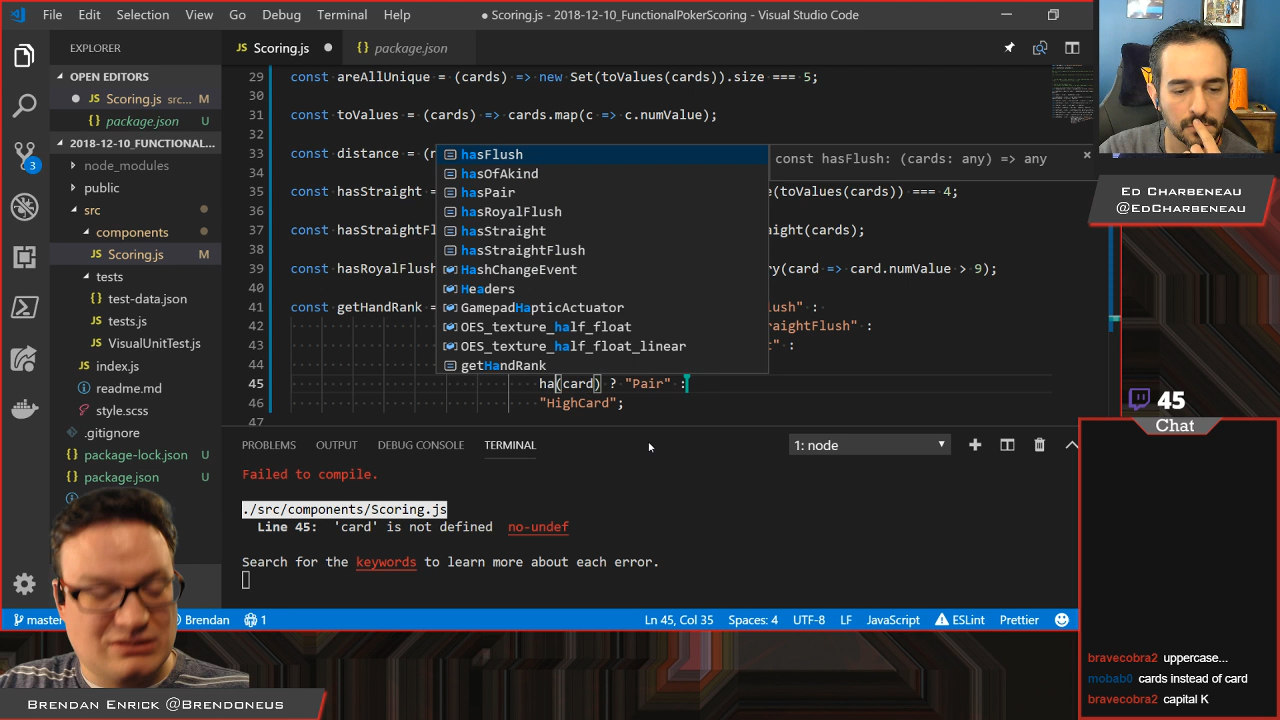 File Edit Selection View Go Debug Terminal Help
● Scoring.js - 2018-12-10_FunctionalPokerScoring - Visual Studio Code
EXPLORER
OPEN EDITORS
JS Scoring.js src... M
{} package.json U
2018-12-10_FUNCTIONAL...
node_modules
public
src
components
JS Scoring.js M
tests
{} test-data.json
JS tests.js
JS VisualUnitTest.js
JS index.js
readme.md
style.scss
.gitignore
{} package-lock.json U
{} package.json U
3
JS Scoring.js ●
{} package.json
29 const areAllUnique = (cards) => new Set(toValues(cards)).size === 5;
30
31 const toValues = (cards) => cards.map(c => c.numValue);
32
33 const distance = (
34
35 const hasStraight (toValues(cards)) === 4;
36
37 const hasStraightFl aight(cards);
38
39 const hasRoyalFlush ry(card => card.numValue > 9);
40
41 const getHandRank = lush" :
42 raightFlush" :
43 t" :
44
45 ha(card) ? "Pair" :
46 "HighCard";
47
hasFlush
hasOfAkind
hasPair
hasRoyalFlush
hasStraight
hasStraightFlush
HashChangeEvent
Headers
GamepadHapticActuator
OES_texture_half_float
OES_texture_half_float_linear
getHandRank
const hasFlush: (cards: any) => any ×
PROBLEMS OUTPUT DEBUG CONSOLE TERMINAL
1: node
Failed to compile.
./src/components/Scoring.js
Line 45: 'card' is not defined no-undef
Search for the keywords to learn more about each error.
master Brendan 1 Ln 45, Col 35 Spaces: 4 UTF-8 LF JavaScript ESLint Prettier
Ed Charbeneau
@EdCharbeneau
45
Chat
bravecobra2 uppercase...
mobab0 cards instead of card
bravecobra2 capital K
Brendan Enrick @Brendoneus